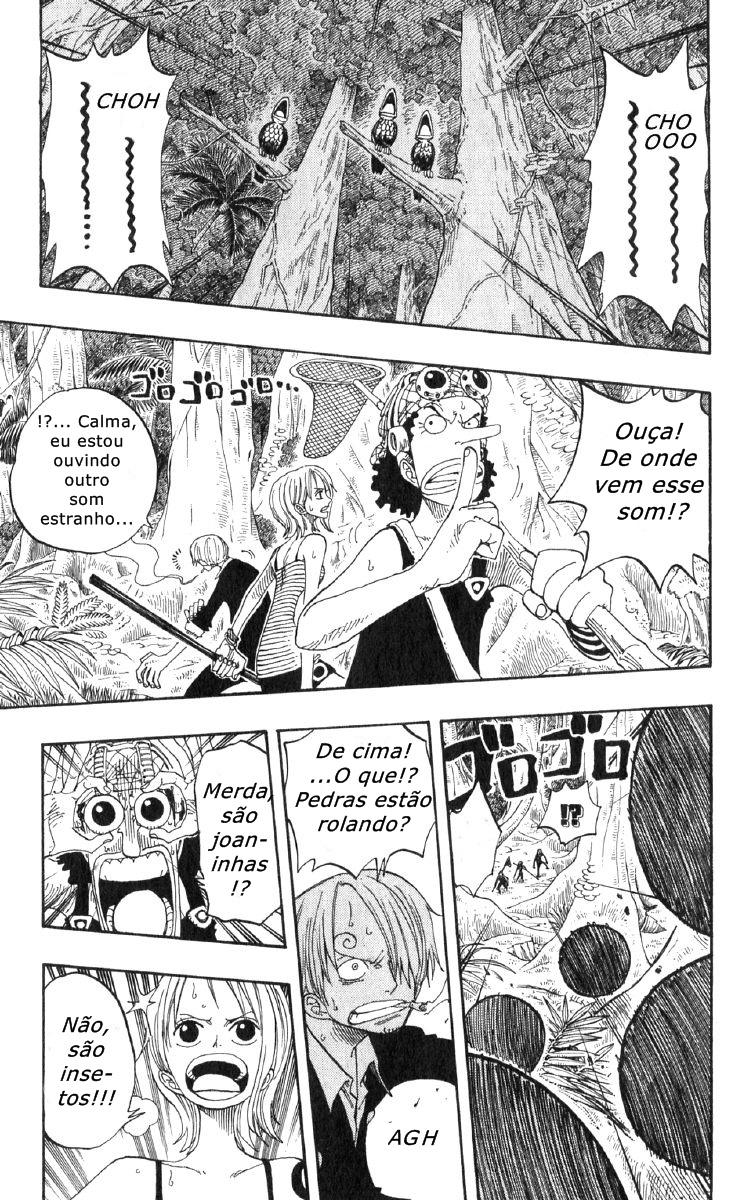 CHO
OOO
CHOH
Ouça!
De onde
vem esse
som!?
ゴロゴロゴロ...
!?... Calma,
eu estou
ouvindo
outro
som
estranho...
ゴロゴロ
!?
De cima!
...O que!?
Pedras estão
rolando?
AGH
Merda,
são
joan-
inhas
!?
Não,
são
inse-
tos!!!